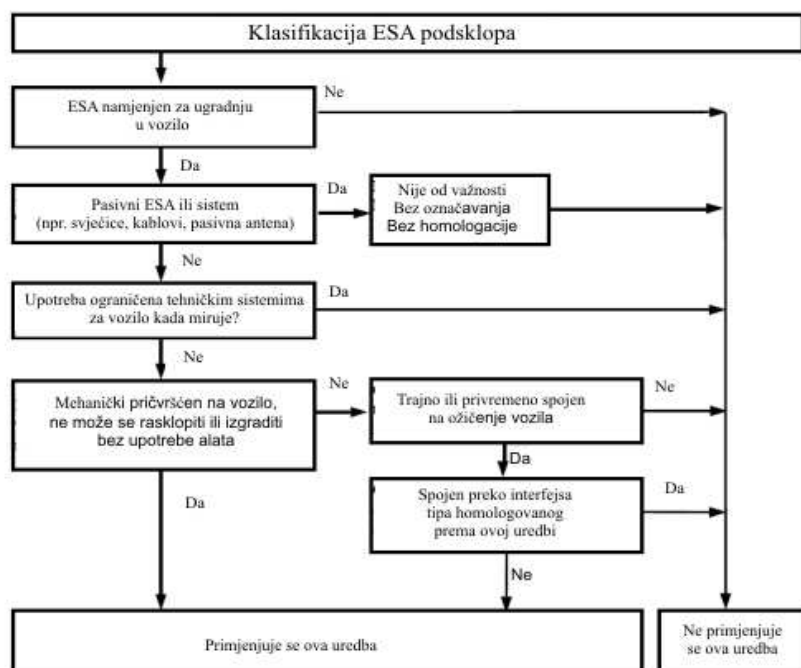 Klasifikacija ESA podsklopa
ESA namjenjen za ugradnju
u vozilo
Ne
Da
Pasivni ESA ili sistem
(npr. svjećice, kablovi, pasivna antena)
Da
Nije od važnosti
Bez označavanja
Bez homologacije
Ne
Upotreba ograničena tehničkim sistemima
za vozilo kada miruje?
Da
Ne
Mehanički pričvršćen na vozilo,
ne može se rasklopiti ili izgraditi
bez upotrebe alata
Ne
Trajno ili privremeno spojen
na ožičenje vozila
Ne
Da
Da
Spojen preko interfejsa
tipa homologovanog
prema ovoj uredbi
Da
Ne
Primjenjuje se ova uredba
Ne primjenjuje
se ova uredba